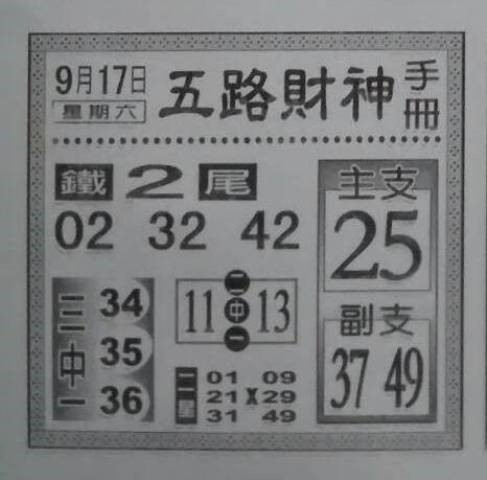 9月17日
星期六
五路財神
手冊
鐵2尾
02 32 42
主支
25
三中一
34
35
36
二中一
11 13
副支
37 49
二星
01 09
21 X 29
31 49